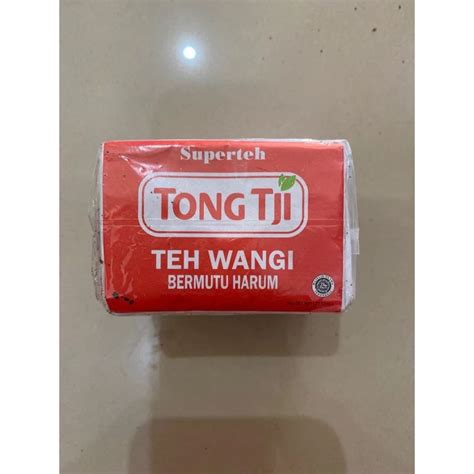 Superteh
TONG TJI
TEH WANGI
BERMUTU HARUM